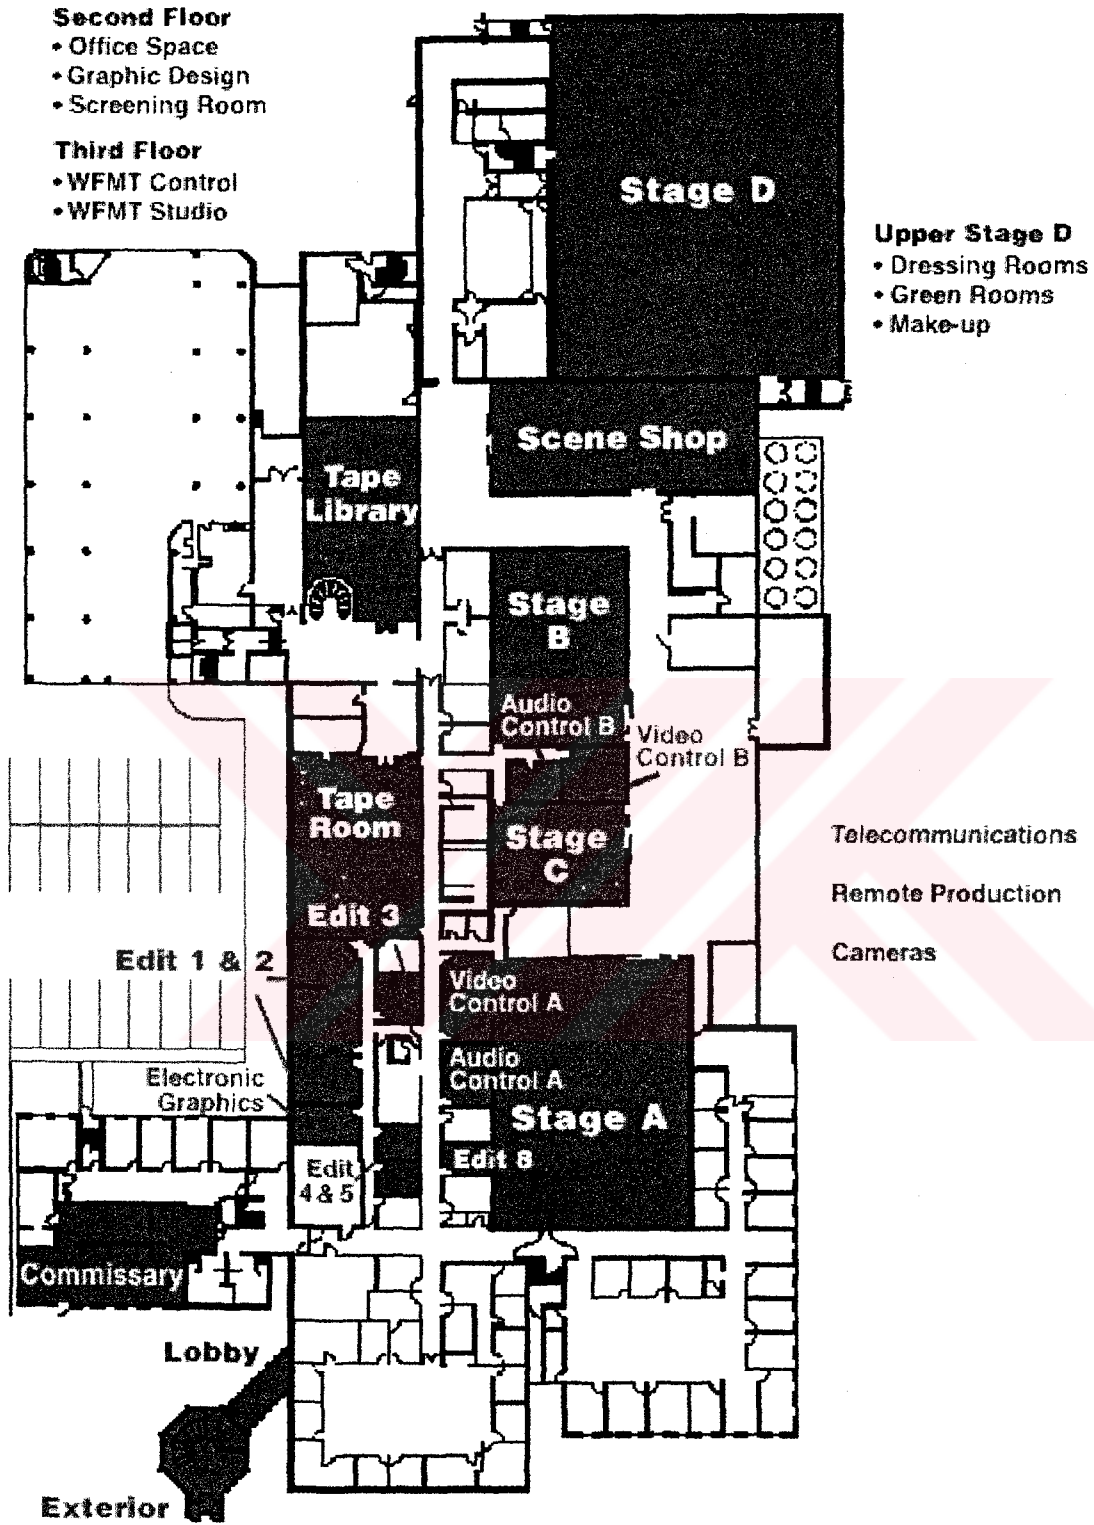 Second Floor
• Office Space
• Graphic Design
• Screening Room
Third Floor
• WFMT Control
• WFMT Studio
Stage D
Upper Stage D
• Dressing Rooms
• Green Rooms
• Make-up
Scene Shop
Tape
Library
Stage
B
Audio
Control B
Video
Control B
Tape
Room
Stage
C
Telecommunications
Remote Production
Cameras
Edit 3
Edit 1 & 2
Video
Control A
Audio
Control A
Electronic
Graphics
Stage A
Edit 8
Edit
4 & 5
Commissary
Lobby
Exterior